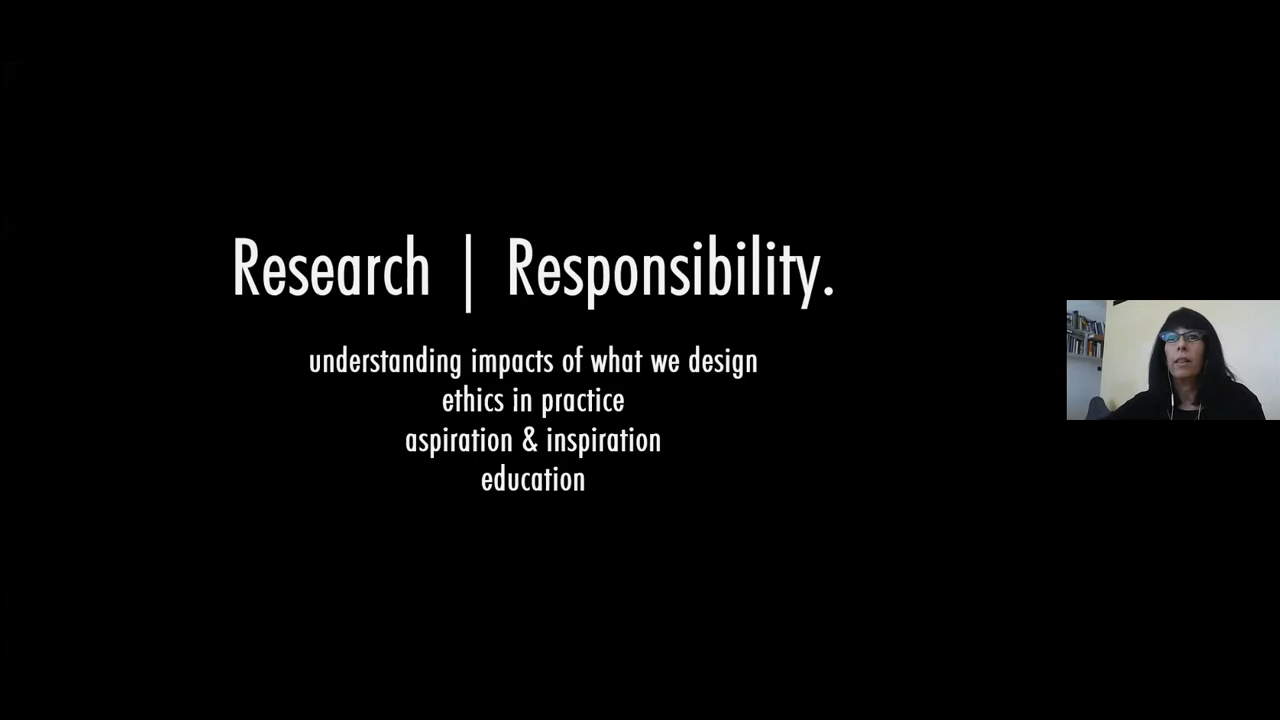 Research | Responsibility.
understanding impacts of what we design
ethics in practice
aspiration & inspiration
education